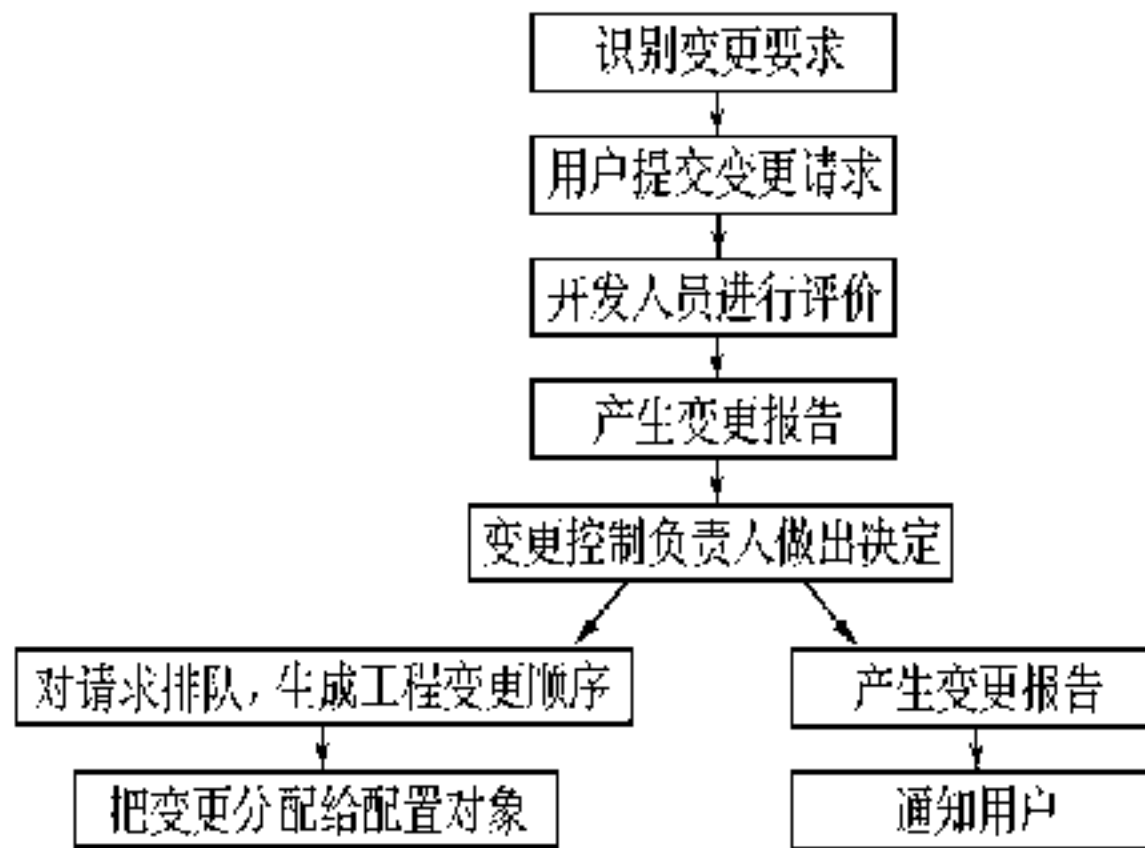 识别变更要求
用户提交变更请求
开发人员进行评价
产生变更报告
变更控制负责人做出决定
对请求排队，生成工程变更顺序
产生变更报告
把变更分配给配置对象
通知用户